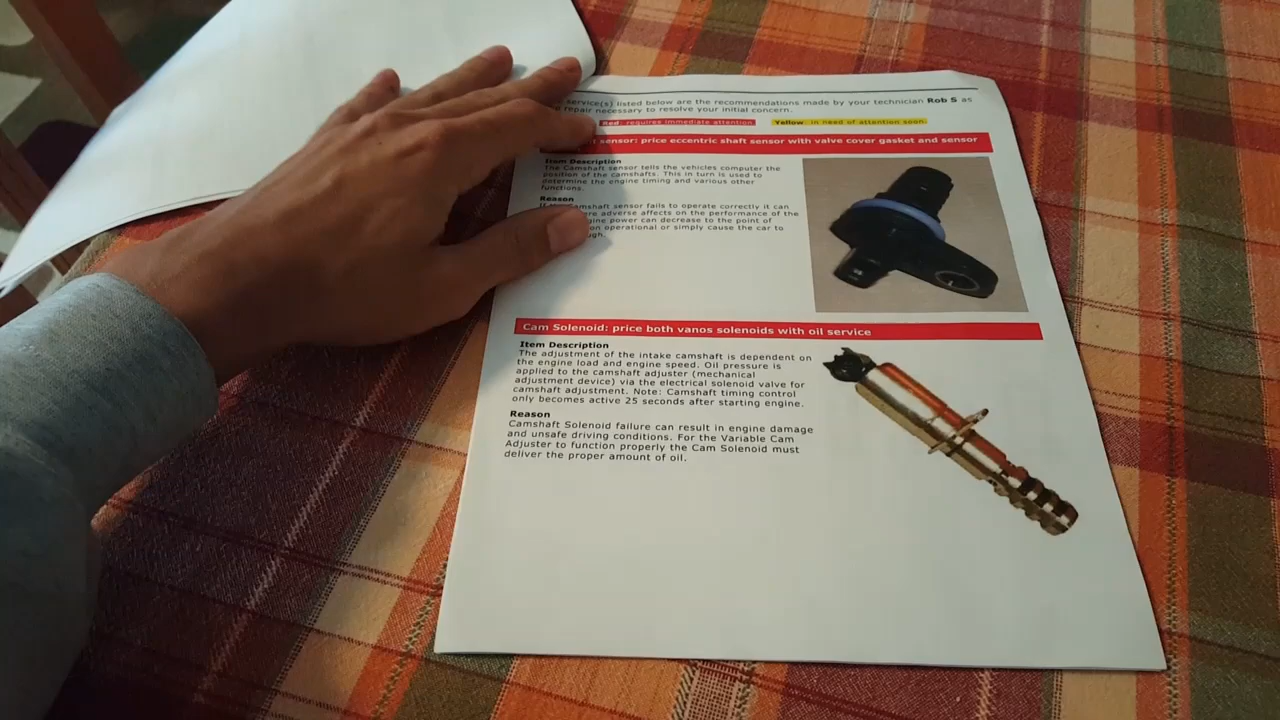 service(s) listed below are the recommendations made by your technician Rob S as
repair necessary to resolve your initial concern.
Red: requires immediate attention. Yellow: in need of attention soon.
sensor: price eccentric shaft sensor with valve cover gasket and sensor
Item Description
The Camshaft sensor tells the vehicles computer the
position of the camshafts. This in turn is used to
determine the engine timing and various other
functions.
Reason
Camshaft sensor fails to operate correctly it can
adverse affects on the performance of the
engine power can decrease to the point of
operational or simply cause the car to
Cam Solenoid: price both vanos solenoids with oil service
Item Description
The adjustment of the intake camshaft is dependent on
the engine load and engine speed. Oil pressure is
applied to the camshaft adjuster (mechanical
adjustment device) via the electrical solenoid valve for
camshaft adjustment. Note: Camshaft timing control
only becomes active 25 seconds after starting engine.
Reason
Camshaft Solenoid failure can result in engine damage
and unsafe driving conditions. For the Variable Cam
Adjuster to function properly the Cam Solenoid must
deliver the proper amount of oil.